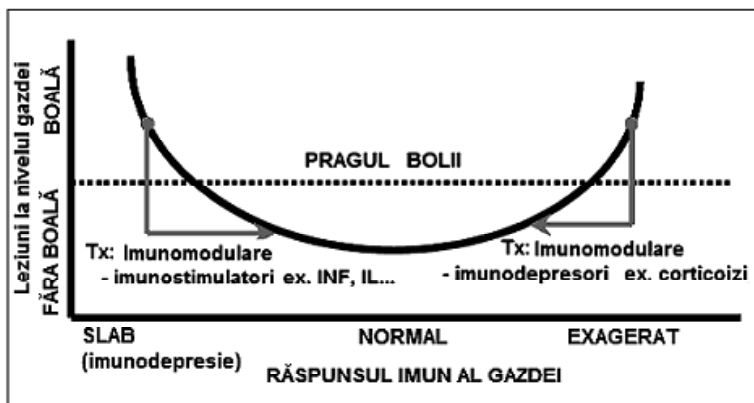 Leziuni la nivelul gazdei
FĂRA BOALĂ BOALĂ
PRAGUL BOLII
Tx: Imunomodulare
- imunostimulatori ex. INF, IL...
Tx: Imunomodulare
- imunodepresori ex. corticoizi
SLAB
(imunodepresie)
NORMAL
EXAGERAT
RĂSPUNSUL IMUN AL GAZDEI